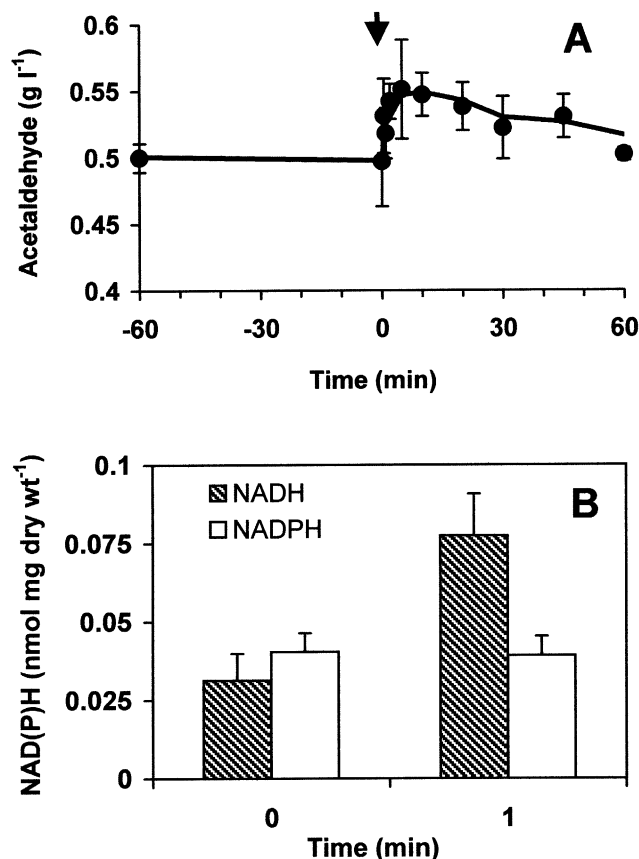 A
0.6
0.55
0.5
0.45
0.4
Acetaldehyde (g l⁻¹)
-60 -30 0 30 60
Time (min)
B
NADH
NADPH
0.1
0.075
0.05
0.025
0
NAD(P)H (nmol mg dry wt⁻¹)
0 1
Time (min)